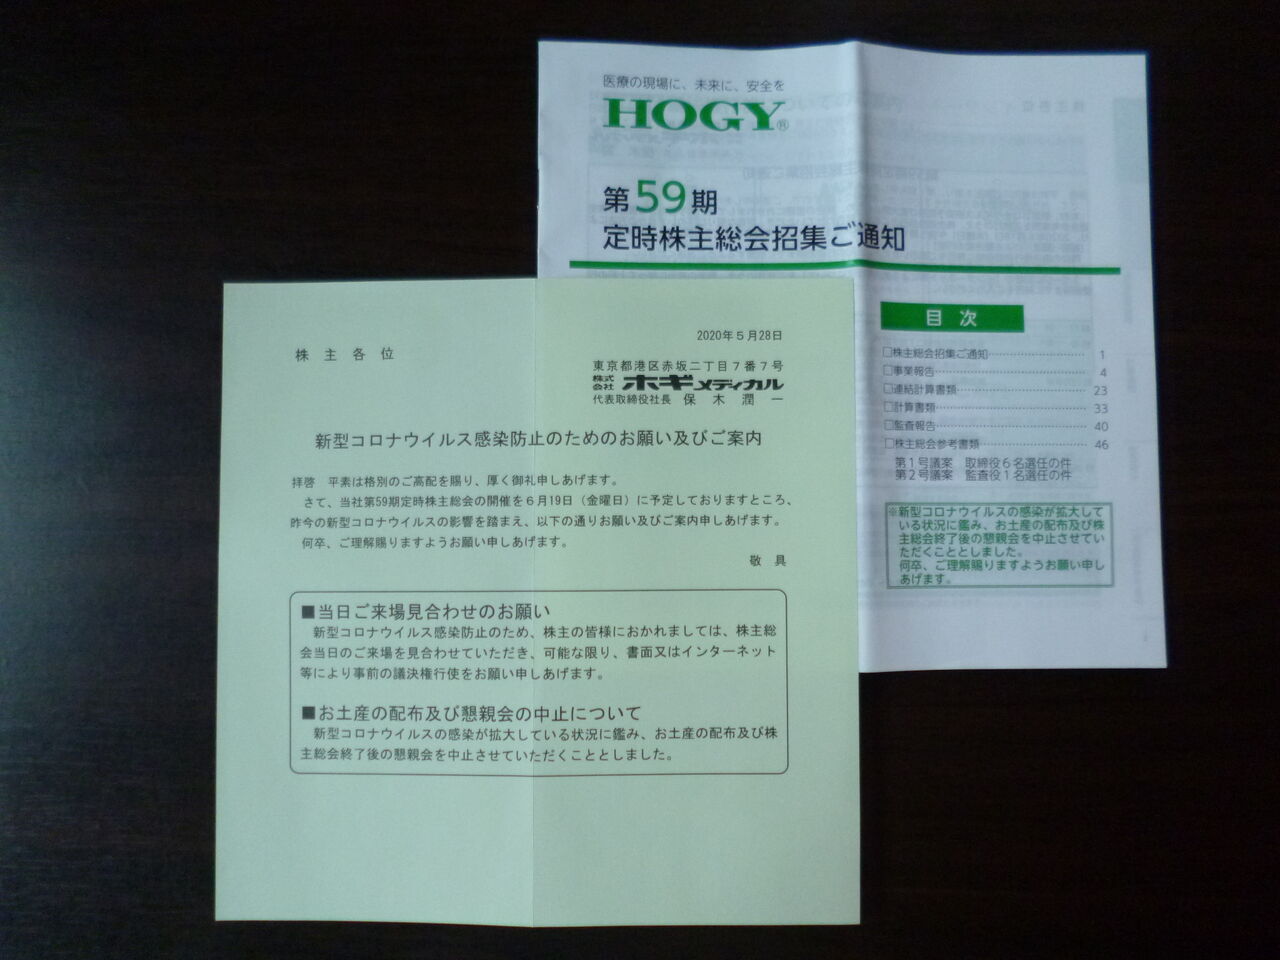 医療の現場に、未来に、安全を
HOGY®
第59期
定時株主総会招集ご通知
目 次
□株主総会招集ご通知 1
□事業報告 4
□連結計算書類 23
□計算書類 33
□監査報告 40
□株主総会参考書類 46
第1号議案 取締役6名選任の件
第2号議案 監査役1名選任の件
※新型コロナウイルスの感染が拡大して
いる状況に鑑み、お土産の配布及び株
主総会終了後の懇親会を中止させてい
ただくこととしました。
何卒、ご理解賜りますようお願い申し
あげます。
2020年5月28日
株 主 各 位
東京都港区赤坂二丁目7番7号
株式会社 ホギメディカル
代表取締役社長 保 木 潤 一
新型コロナウイルス感染防止のためのお願い及びご案内
拝啓 平素は格別のご高配を賜り、厚く御礼申しあげます。
さて、当社第59期定時株主総会の開催を6月19日（金曜日）に予定しておりますところ、
昨今の新型コロナウイルスの影響を踏まえ、以下の通りお願い及びご案内申しあげます。
何卒、ご理解賜りますようお願い申しあげます。
敬 具
■当日ご来場見合わせのお願い
新型コロナウイルス感染防止のため、株主の皆様におかれましては、株主総
会当日のご来場を見合わせていただき、可能な限り、書面又はインターネット
等により事前の議決権行使をお願い申しあげます。
■お土産の配布及び懇親会の中止について
新型コロナウイルスの感染が拡大している状況に鑑み、お土産の配布及び株
主総会終了後の懇親会を中止させていただくこととしました。